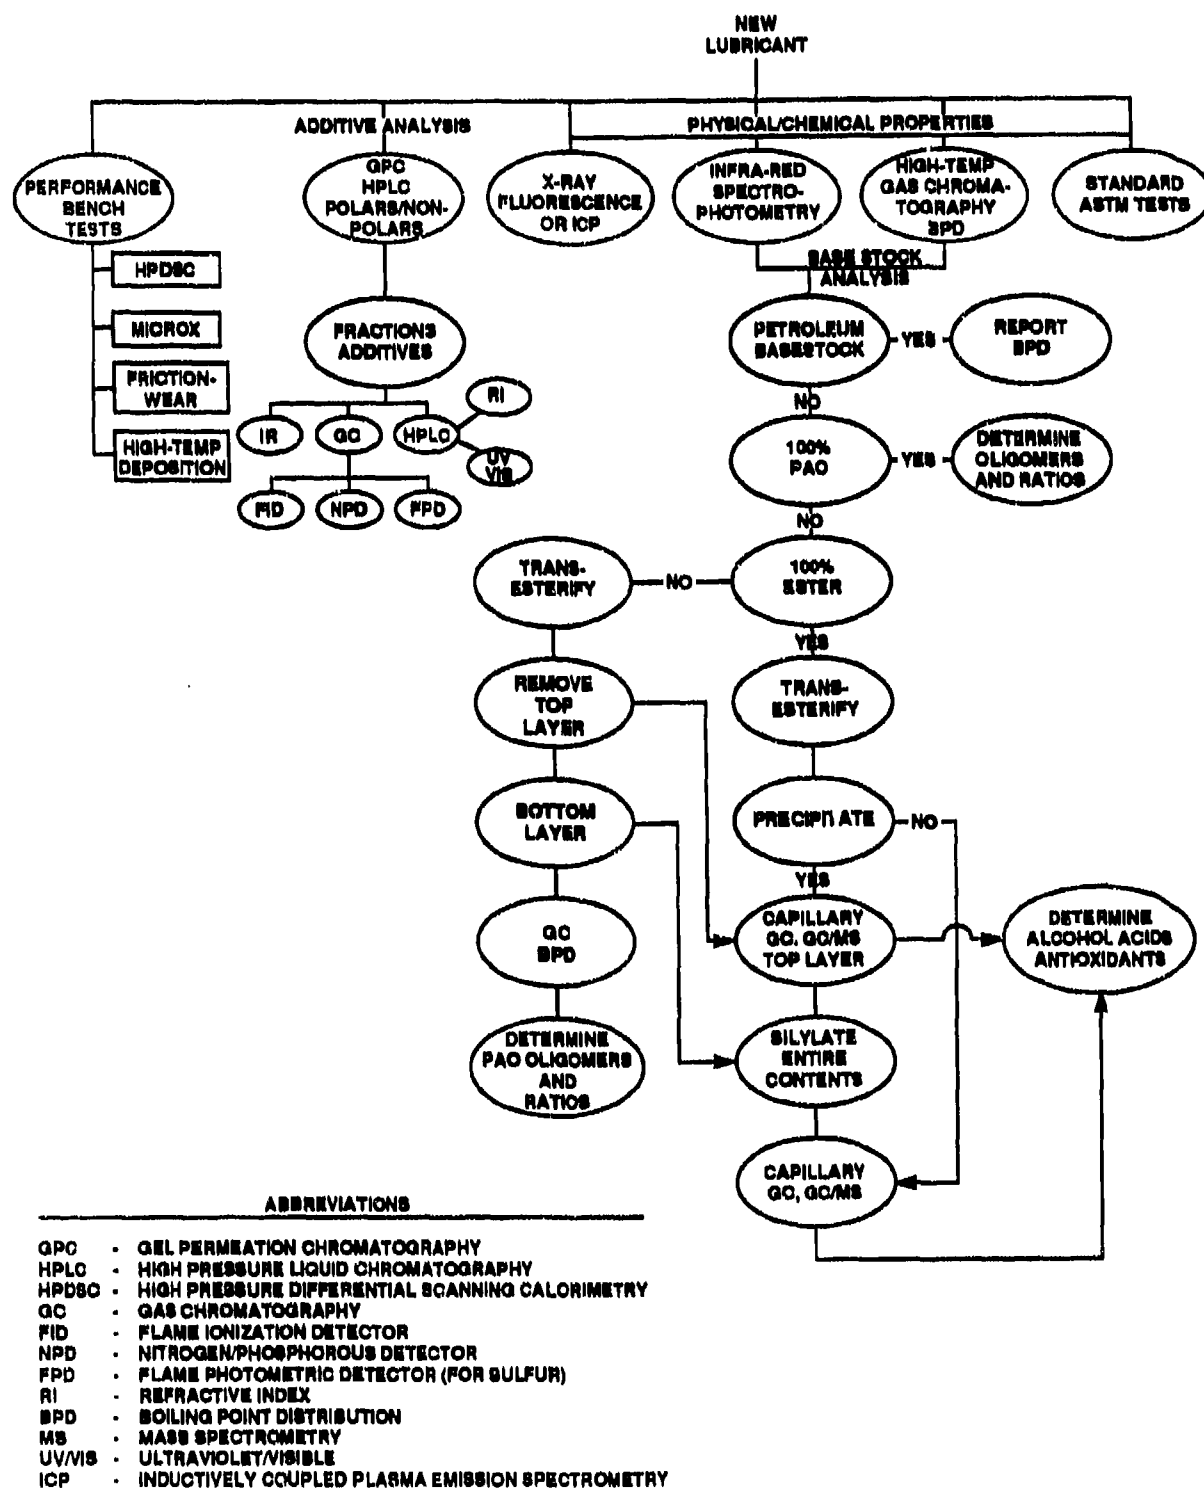 NEW
LUBRICANT
ADDITIVE ANALYSIS
PHYSICAL/CHEMICAL PROPERTIES
PERFORMANCE
BENCH
TESTS
GPC
HPLC
POLARS/NON-
POLARS
X-RAY
FLUORESCENCE
OR ICP
INFRA-RED
SPECTRO-
PHOTOMETRY
HIGH-TEMP
GAS CHROMA-
TOGRAPHY
BPD
STANDARD
ASTM TESTS
HPDSC
MICROX
FRICTION-
WEAR
HIGH-TEMP
DEPOSITION
FRACTIONS
ADDITIVES
IR
GC
HPLC
RI
UV
VIS
FID
NPD
FPD
BASE STOCK
ANALYSIS
PETROLEUM
BASESTOCK
YES
REPORT
BPD
NO
100%
PAO
YES
DETERMINE
OLIGOMERS
AND RATIOS
NO
100%
ESTER
NO
TRANS-
ESTERIFY
YES
REMOVE
TOP
LAYER
TRANS-
ESTERIFY
BOTTOM
LAYER
PRECIPITATE
NO
YES
GC
BPD
CAPILLARY
GC, GC/MS
TOP LAYER
DETERMINE
ALCOHOL ACIDS
ANTIOXIDANTS
DETERMINE
PAO OLIGOMERS
AND
RATIOS
SILYLATE
ENTIRE
CONTENTS
CAPILLARY
GC, GC/MS
ABBREVIATIONS
GPC - GEL PERMEATION CHROMATOGRAPHY
HPLC - HIGH PRESSURE LIQUID CHROMATOGRAPHY
HPDSC - HIGH PRESSURE DIFFERENTIAL SCANNING CALORIMETRY
GC - GAS CHROMATOGRAPHY
FID - FLAME IONIZATION DETECTOR
NPD - NITROGEN/PHOSPHOROUS DETECTOR
FPD - FLAME PHOTOMETRIC DETECTOR (FOR SULFUR)
RI - REFRACTIVE INDEX
BPD - BOILING POINT DISTRIBUTION
MS - MASS SPECTROMETRY
UV/VIS - ULTRAVIOLET/VISIBLE
ICP - INDUCTIVELY COUPLED PLASMA EMISSION SPECTROMETRY